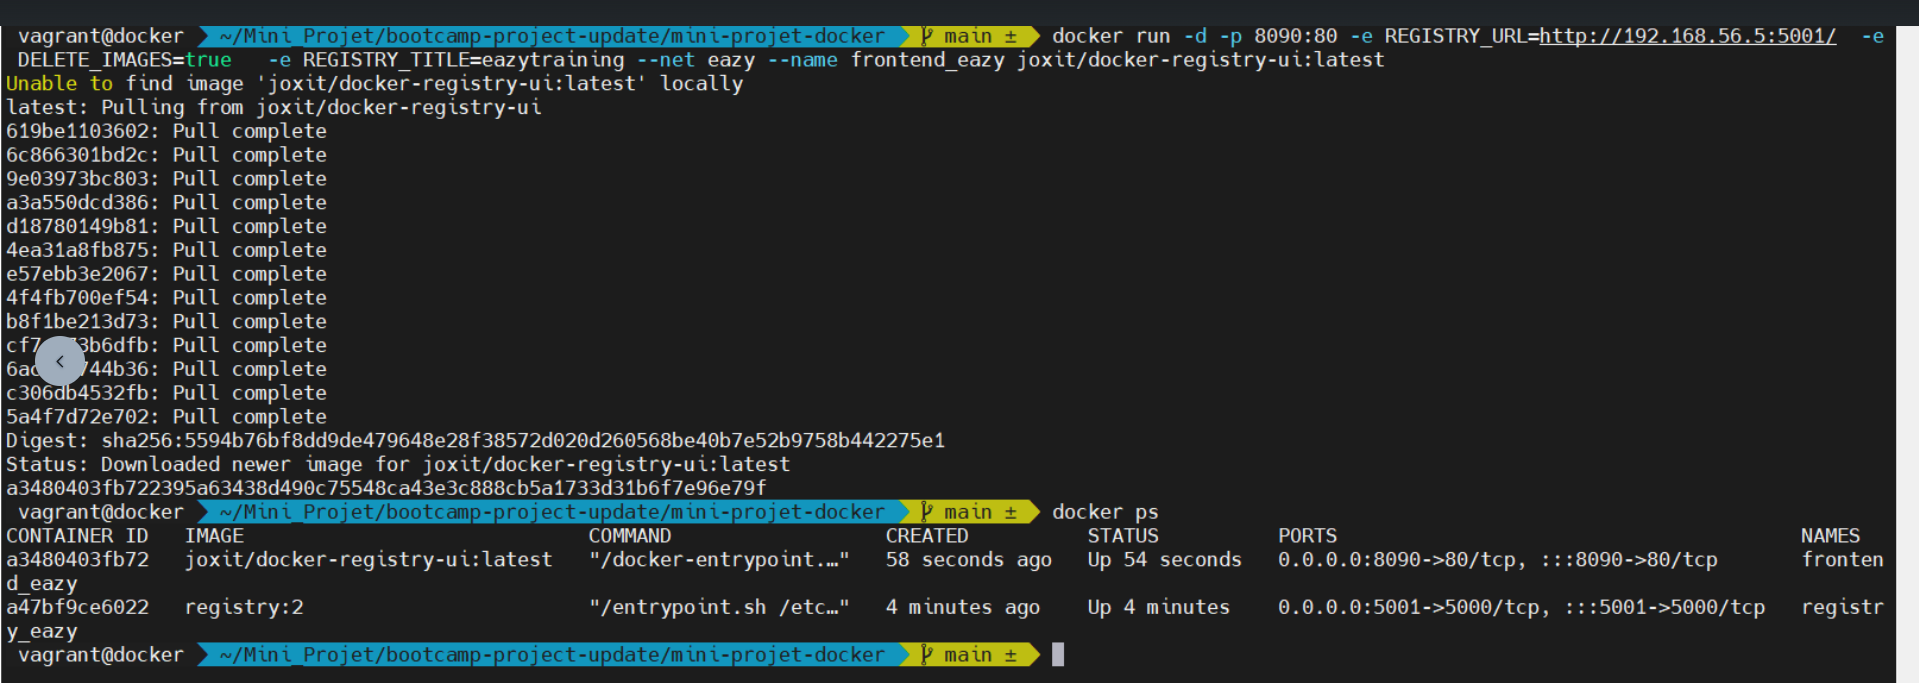 vagrant@docker ~/Mini_Projet/bootcamp-project-update/mini-projet-docker main ± docker run -d -p 8090:80 -e REGISTRY_URL=http://192.168.56.5:5001/ -e
DELETE_IMAGES=true -e REGISTRY_TITLE=eazytraining --net eazy --name frontend_eazy joxit/docker-registry-ui:latest
Unable to find image 'joxit/docker-registry-ui:latest' locally
latest: Pulling from joxit/docker-registry-ui
619be1103602: Pull complete
6c866301bd2c: Pull complete
9e03973bc803: Pull complete
a3a550dcd386: Pull complete
d18780149b81: Pull complete
4ea31a8fb875: Pull complete
e57ebb3e2067: Pull complete
4f4fb700ef54: Pull complete
b8f1be213d73: Pull complete
Pull complete
Pull complete
c306db4532fb: Pull complete
5a4f7d72e702: Pull complete
Digest: sha256:5594b76bf8dd9de479648e28f38572d020d260568be40b7e52b9758b442275e1
Status: Downloaded newer image for joxit/docker-registry-ui:latest
a3480403fb722395a63438d490c75548ca43e3c888cb5a1733d31b6f7e96e79f
vagrant@docker ~/Mini_Projet/bootcamp-project-update/mini-projet-docker main ± docker ps
CONTAINER ID IMAGE COMMAND CREATED STATUS PORTS NAMES
a3480403fb72 joxit/docker-registry-ui:latest "/docker-entrypoint.…" 58 seconds ago Up 54 seconds 0.0.0.0:8090->80/tcp, :::8090->80/tcp fronten
d_eazy
a47bf9ce6022 registry:2 "/entrypoint.sh /etc…" 4 minutes ago Up 4 minutes 0.0.0.0:5001->5000/tcp, :::5001->5000/tcp registr
y_eazy
vagrant@docker ~/Mini_Projet/bootcamp-project-update/mini-projet-docker main ±